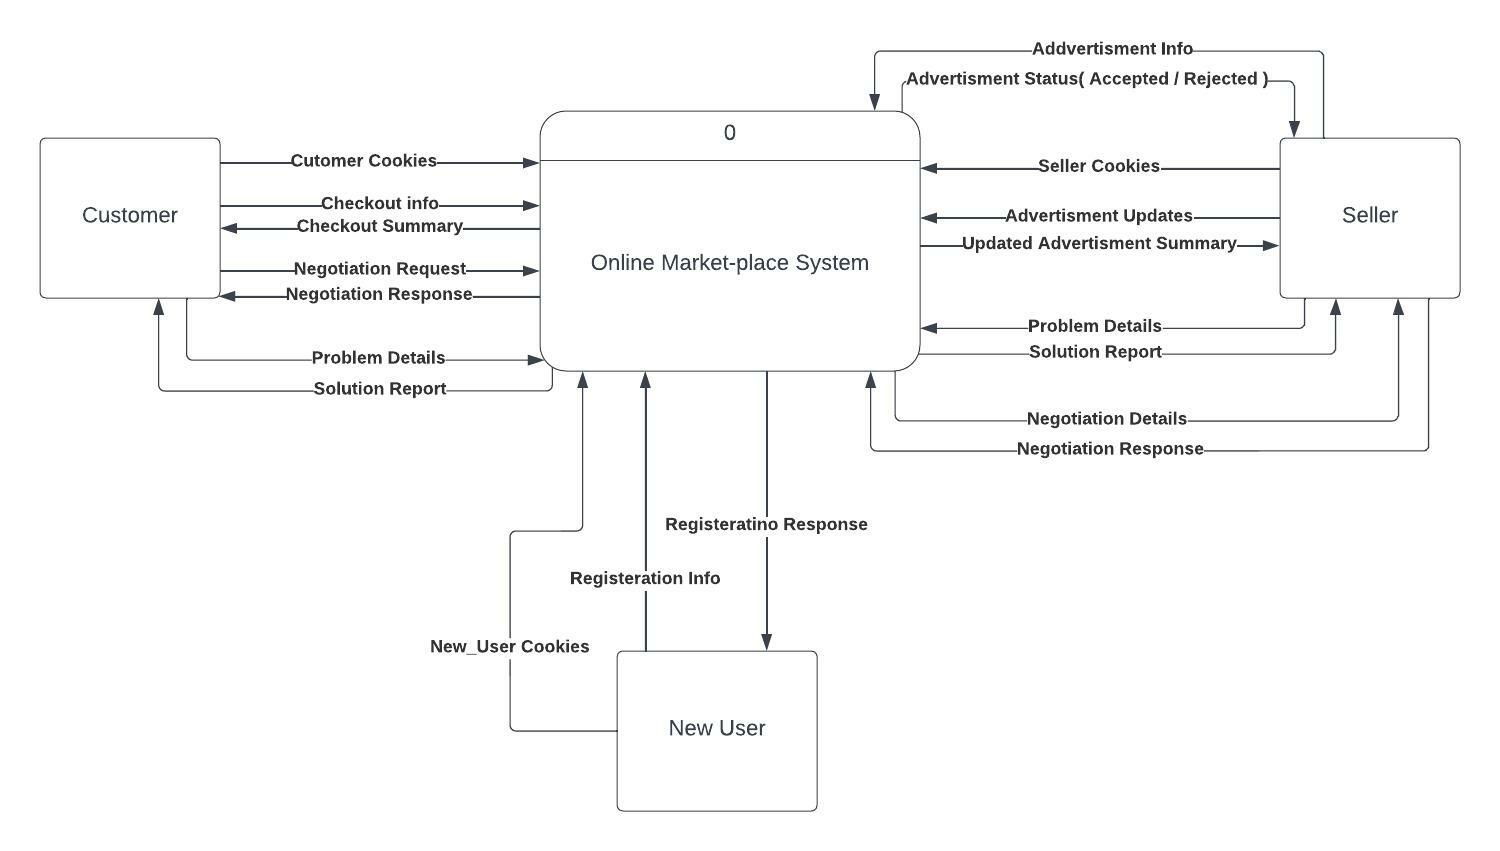 Addvertisment Info
Advertisment Status( Accepted / Rejected )
0
Cutomer Cookies
Seller Cookies
Checkout info
Customer
Advertisment Updates
Seller
Checkout Summary
Updated Advertisment Summary
Online Market-place System
Negotiation Request
Negotiation Response
Problem Details
Solution Report
Problem Details
Solution Report
Negotiation Details
Negotiation Response
Registeratino Response
Registeration Info
New_User Cookies
New User